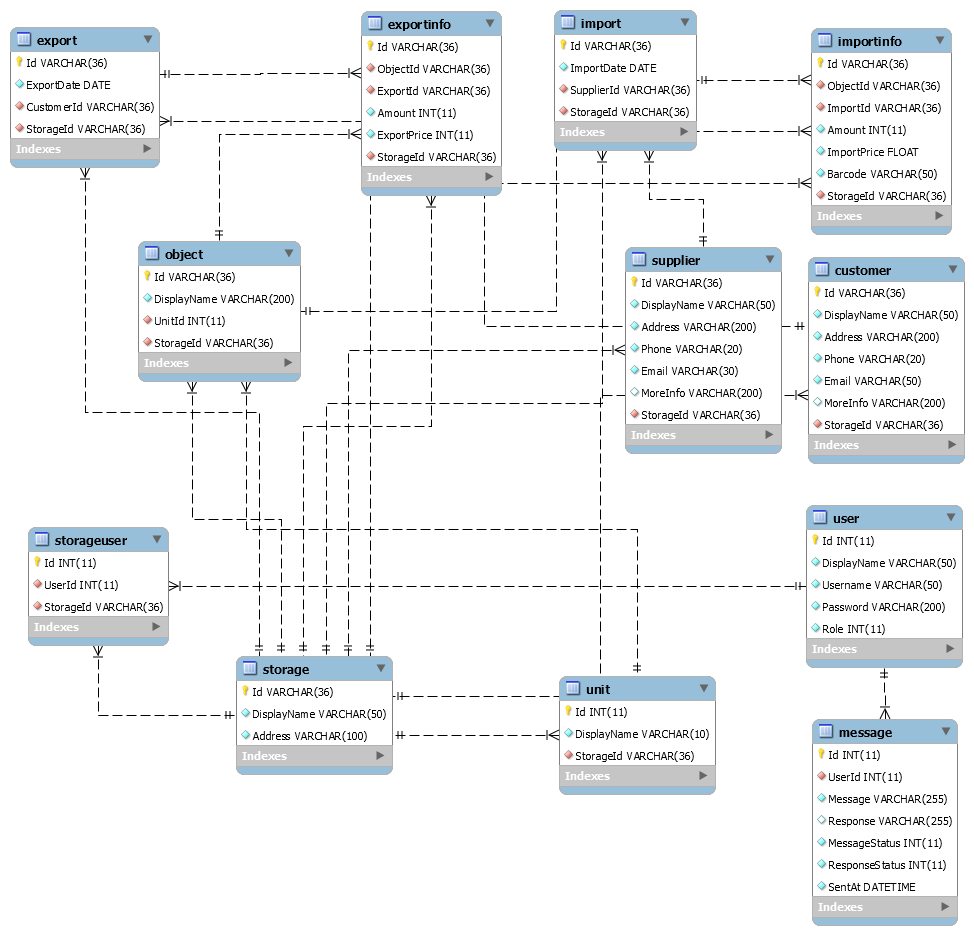 export
Id VARCHAR(36)
ExportDate DATE
CustomerId VARCHAR(36)
StorageId VARCHAR(36)
Indexes
exportinfo
Id VARCHAR(36)
ObjectId VARCHAR(36)
ExportId VARCHAR(36)
Amount INT(11)
ExportPrice INT(11)
StorageId VARCHAR(36)
Indexes
import
Id VARCHAR(36)
ImportDate DATE
SupplierId VARCHAR(36)
StorageId VARCHAR(36)
Indexes
importinfo
Id VARCHAR(36)
ObjectId VARCHAR(36)
ImportId VARCHAR(36)
Amount INT(11)
ImportPrice FLOAT
Barcode VARCHAR(50)
StorageId VARCHAR(36)
Indexes
object
Id VARCHAR(36)
DisplayName VARCHAR(200)
UnitId INT(11)
StorageId VARCHAR(36)
Indexes
supplier
Id VARCHAR(36)
DisplayName VARCHAR(50)
Address VARCHAR(200)
Phone VARCHAR(20)
Email VARCHAR(30)
MoreInfo VARCHAR(200)
StorageId VARCHAR(36)
Indexes
customer
Id VARCHAR(36)
DisplayName VARCHAR(50)
Address VARCHAR(200)
Phone VARCHAR(20)
Email VARCHAR(50)
MoreInfo VARCHAR(200)
StorageId VARCHAR(36)
Indexes
storageuser
Id INT(11)
UserId INT(11)
StorageId VARCHAR(36)
Indexes
user
Id INT(11)
DisplayName VARCHAR(50)
Username VARCHAR(50)
Password VARCHAR(200)
Role INT(11)
Indexes
storage
Id VARCHAR(36)
DisplayName VARCHAR(50)
Address VARCHAR(100)
Indexes
unit
Id INT(11)
DisplayName VARCHAR(10)
StorageId VARCHAR(36)
Indexes
message
Id INT(11)
UserId INT(11)
Message VARCHAR(255)
Response VARCHAR(255)
MessageStatus INT(11)
ResponseStatus INT(11)
SentAt DATETIME
Indexes